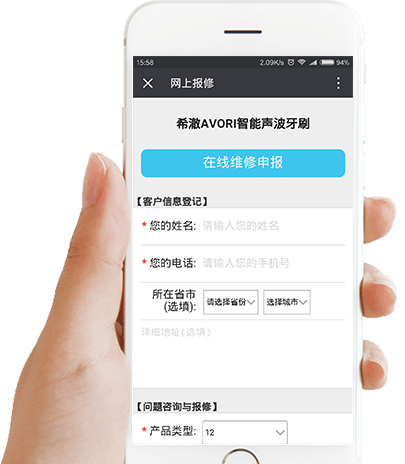 15:58 2.09K/s 94%
网上报修
希澈AVORI智能声波牙刷
在线维修申报
【客户信息登记】
* 您的姓名: 请输入您的姓名
* 您的电话: 请输入您的手机号
所在省市 请选择省份 选择城市
(选填):
详细地址(选填)
【问题咨询与报修】
* 产品类型: 12